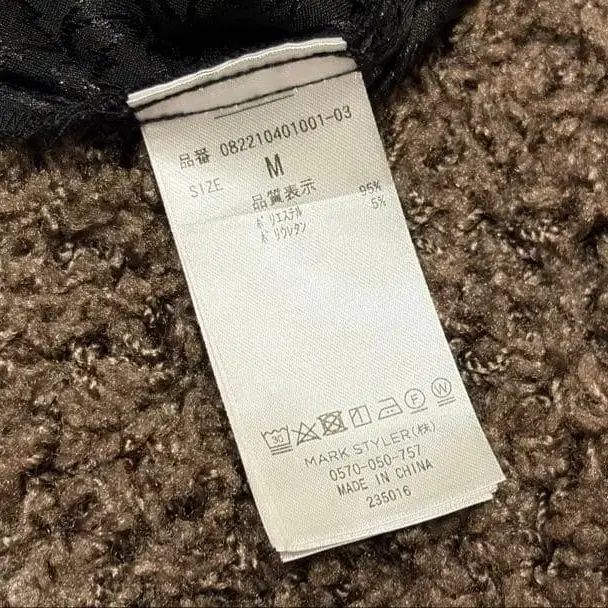 品番 082210401001-03
SIZE M
品質表示
ポリエステル 95%
ポリウレタン 5%
30
F W
MARK STYLER(株)
0570-050-757
MADE IN CHINA
235016